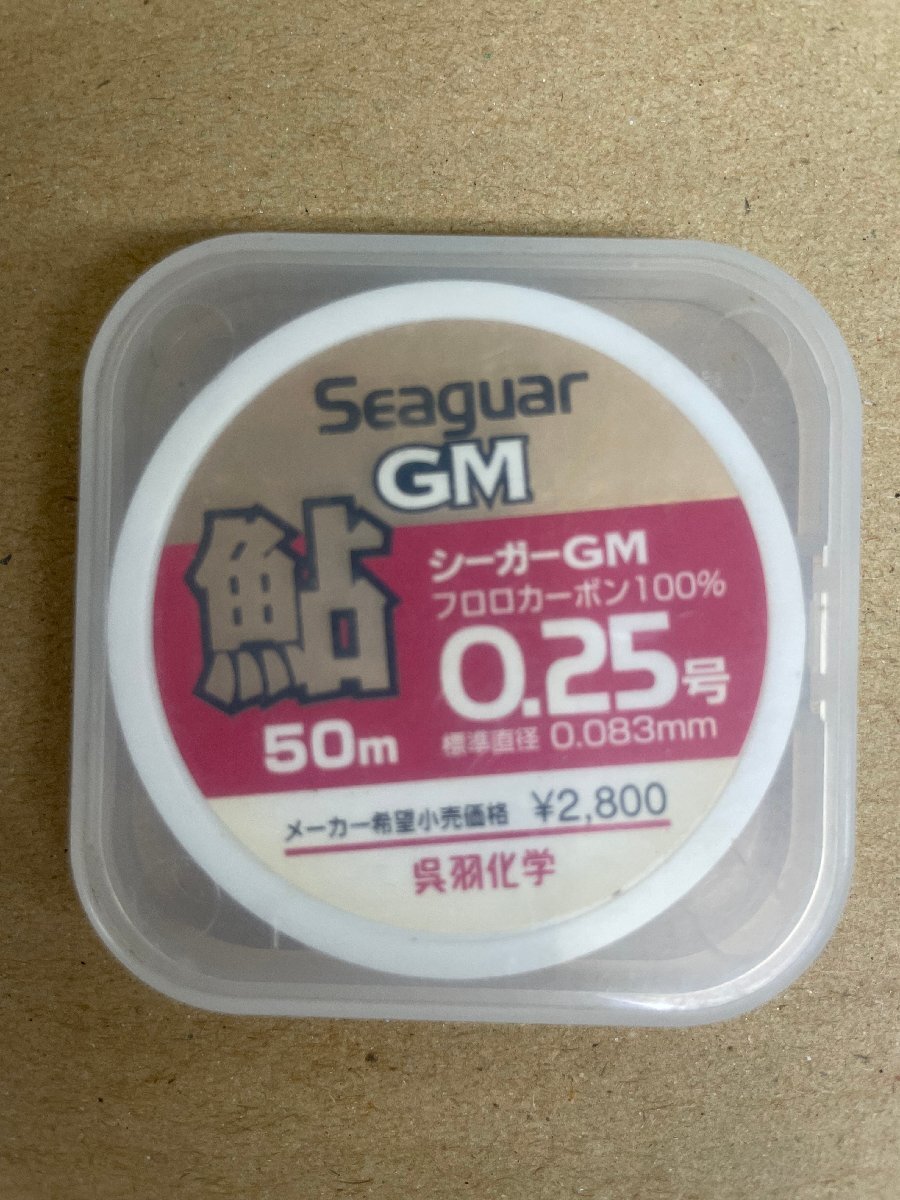 Seaguar
GM
鮎
シーガーGM
フロロカーボン100%
0.25号
50m
標準直径 0.083mm
メーカー希望小売価格 ¥2,800
呉羽化学